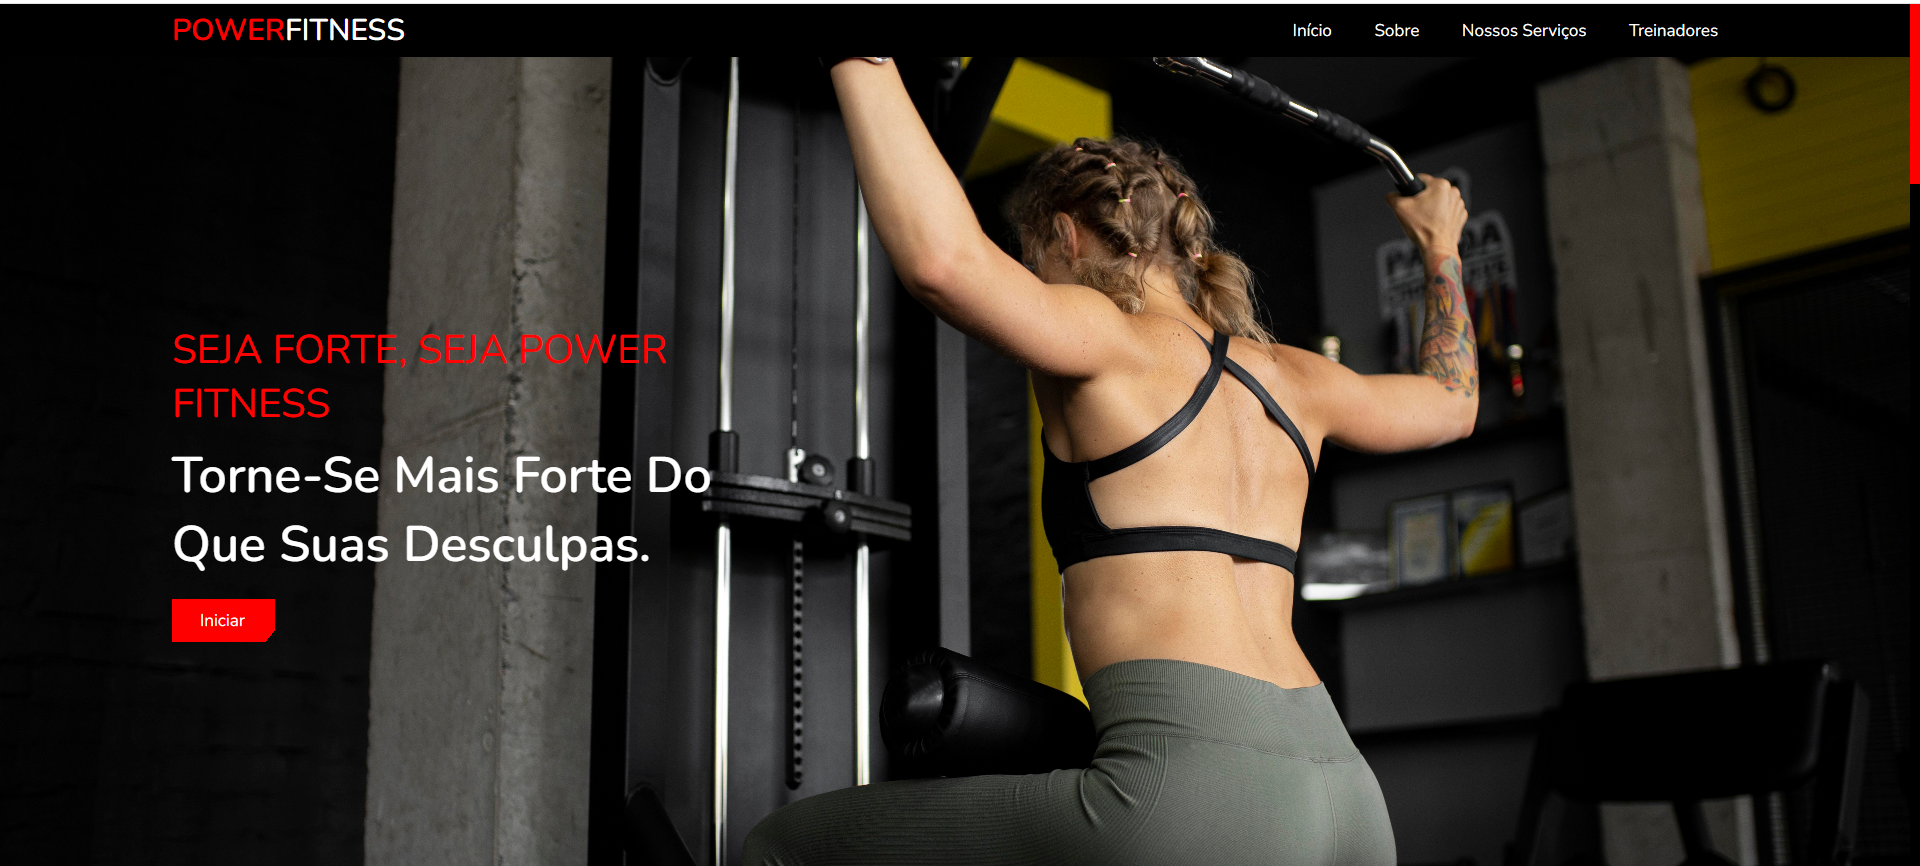 POWERFITNESS
Início Sobre Nossos Serviços Treinadores
SEJA FORTE, SEJA POWER
FITNESS
Torne-Se Mais Forte Do
Que Suas Desculpas.
Iniciar